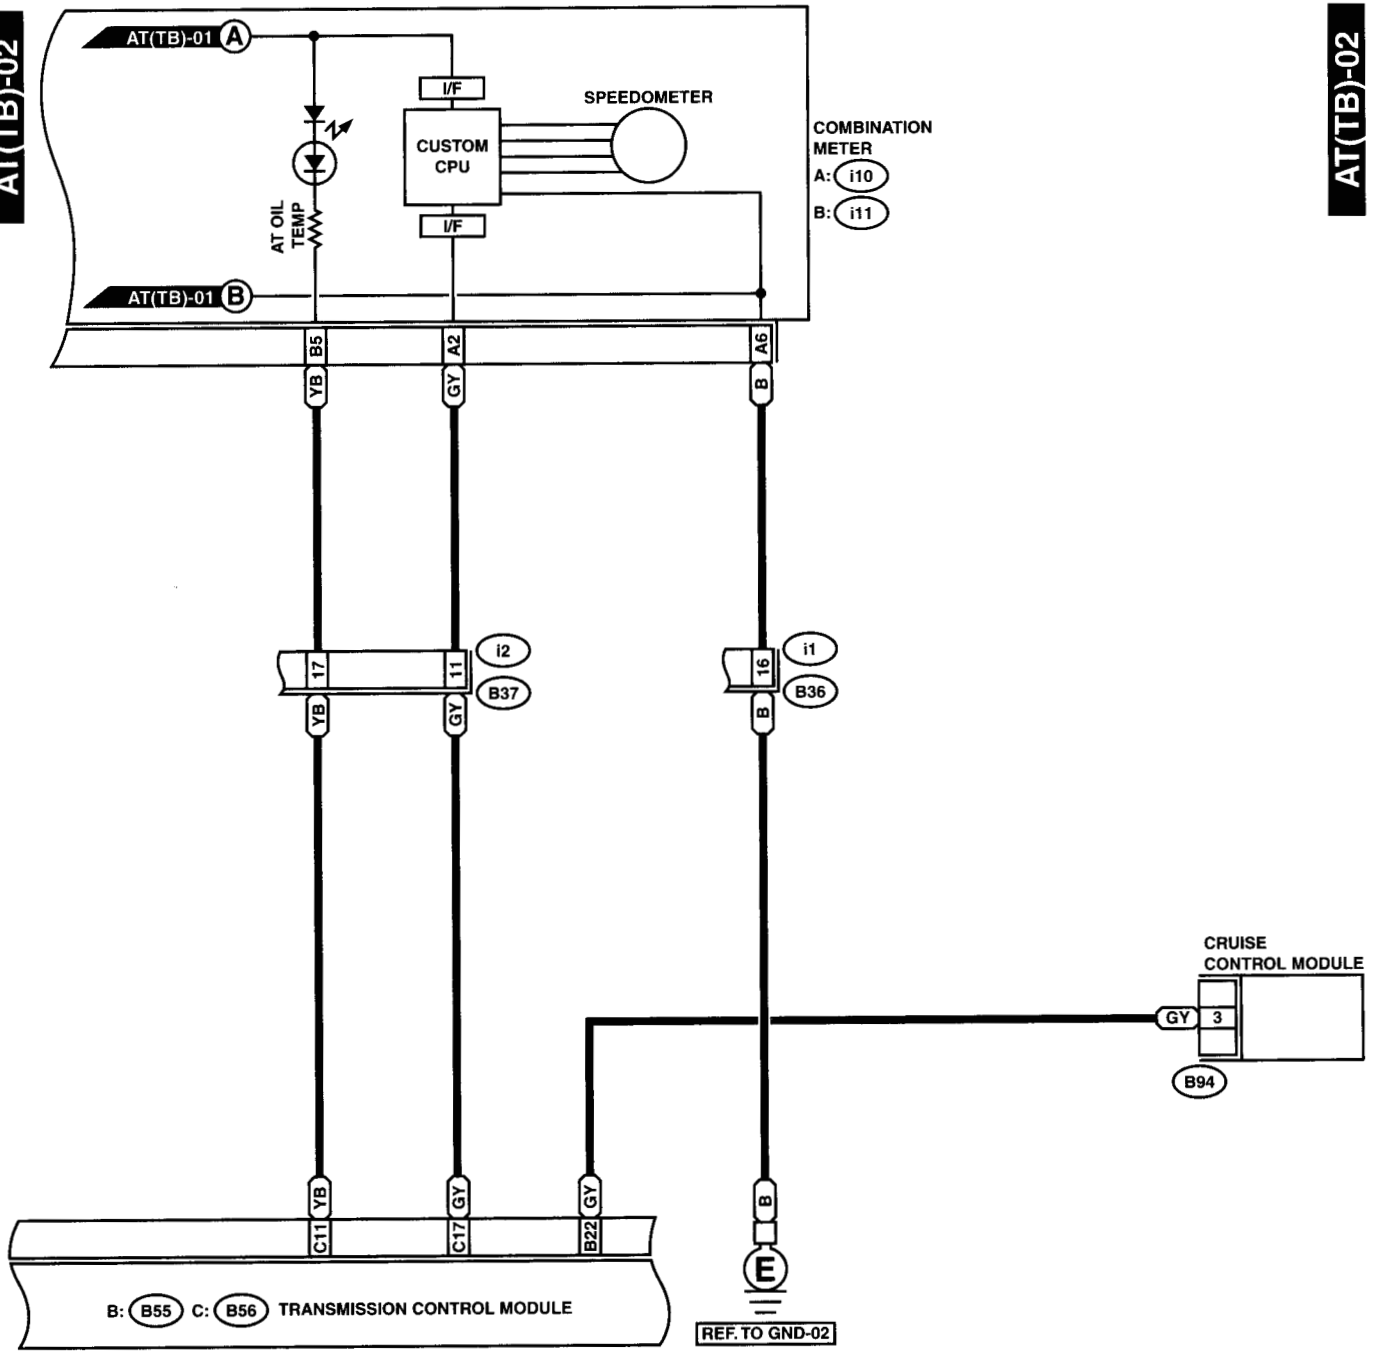 AT(TB)-02
AT(TB)-02
AT(TB)-01 A
I/F
SPEEDOMETER
CUSTOM
CPU
COMBINATION
METER
A: i10
B: i11
AT OIL
TEMP
I/F
AT(TB)-01 B
B5
A2
A6
YB
GY
B
17
11
i2
B37
16
i1
B36
YB
GY
B
CRUISE
CONTROL MODULE
GY
3
B94
YB
GY
GY
B
C11
C17
B22
E
B: B55 C: B56 TRANSMISSION CONTROL MODULE
REF. TO GND-02